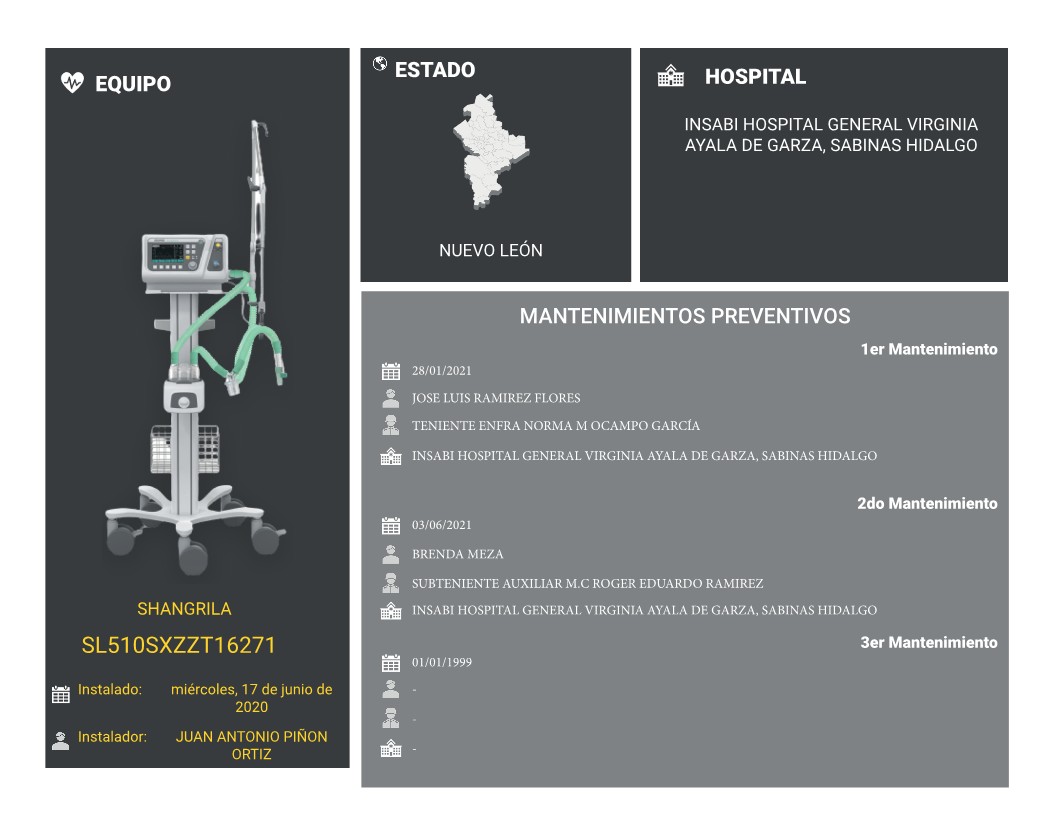 EQUIPO
SHANGRILA
SL510SXZZT16271
Instalado: miércoles, 17 de junio de
2020
Instalador: JUAN ANTONIO PIÑON
ORTIZ
ESTADO
NUEVO LEÓN
HOSPITAL
INSABI HOSPITAL GENERAL VIRGINIA
AYALA DE GARZA, SABINAS HIDALGO
MANTENIMIENTOS PREVENTIVOS
1er Mantenimiento
28/01/2021
JOSE LUIS RAMIREZ FLORES
TENIENTE ENFRA NORMA M OCAMPO GARCÍA
INSABI HOSPITAL GENERAL VIRGINIA AYALA DE GARZA, SABINAS HIDALGO
2do Mantenimiento
03/06/2021
BRENDA MEZA
SUBTENIENTE AUXILIAR M.C ROGER EDUARDO RAMIREZ
INSABI HOSPITAL GENERAL VIRGINIA AYALA DE GARZA, SABINAS HIDALGO
3er Mantenimiento
01/01/1999
-
-
-